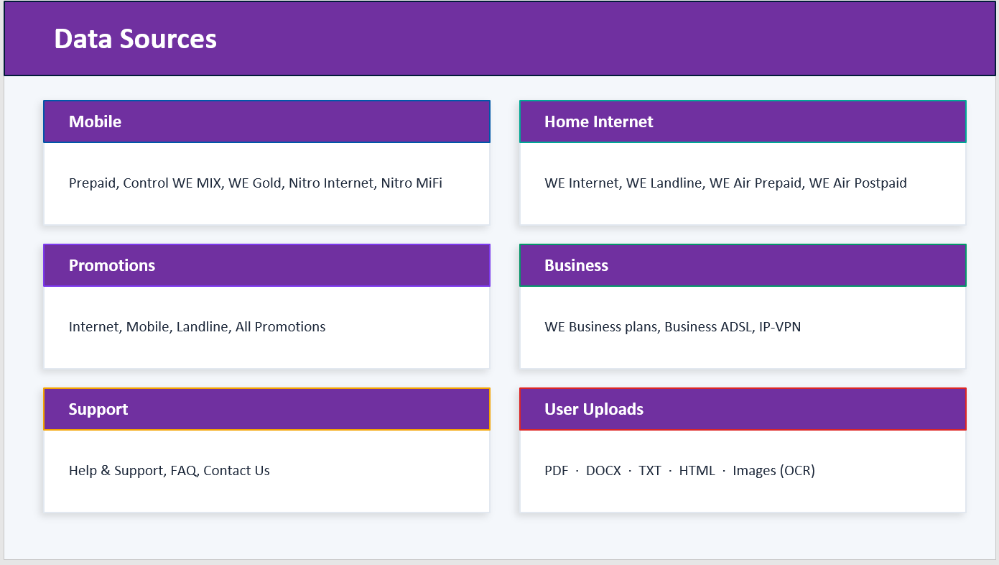 Data Sources
Mobile
Prepaid, Control WE MIX, WE Gold, Nitro Internet, Nitro MiFi
Home Internet
WE Internet, WE Landline, WE Air Prepaid, WE Air Postpaid
Promotions
Internet, Mobile, Landline, All Promotions
Business
WE Business plans, Business ADSL, IP-VPN
Support
Help & Support, FAQ, Contact Us
User Uploads
PDF · DOCX · TXT · HTML · Images (OCR)